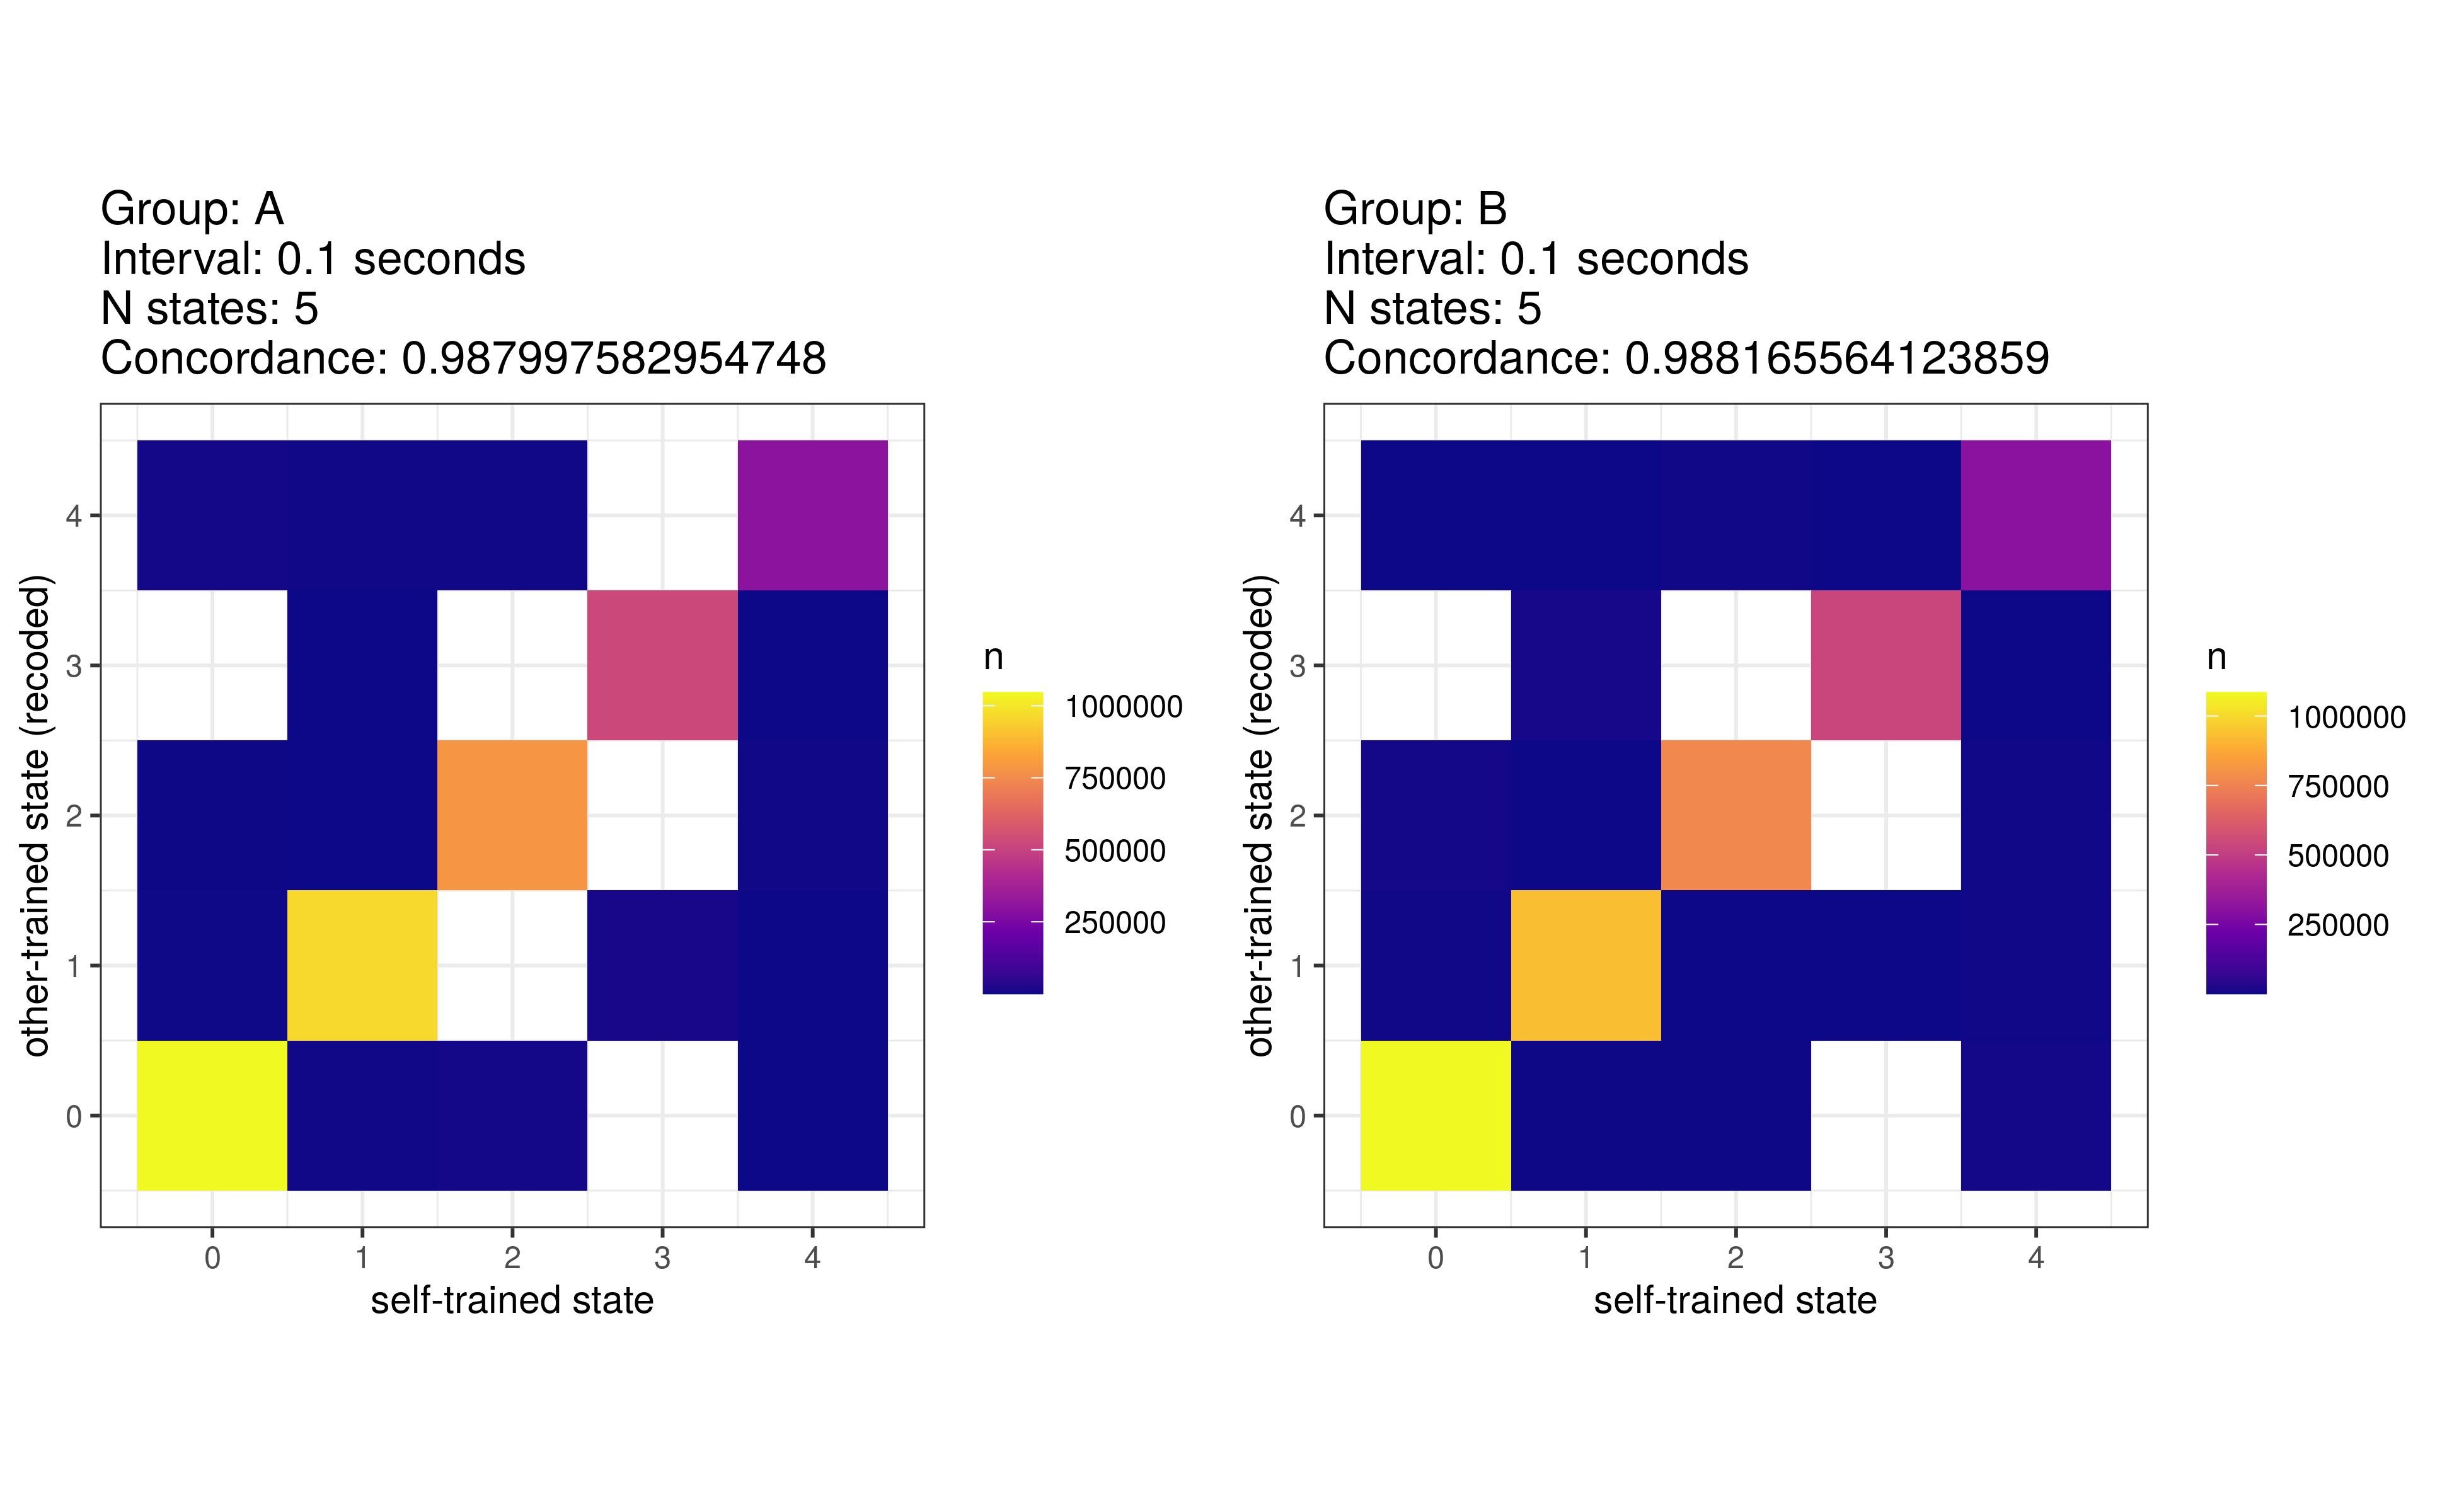 Group: A
Interval: 0.1 seconds
N states: 5
Concordance: 0.987997582954748
other-trained state (recoded)
4
3
2
1
0
0 1 2 3 4
self-trained state
n
1000000
750000
500000
250000
Group: B
Interval: 0.1 seconds
N states: 5
Concordance: 0.988165564123859
other-trained state (recoded)
4
3
2
1
0
0 1 2 3 4
self-trained state
n
1000000
750000
500000
250000